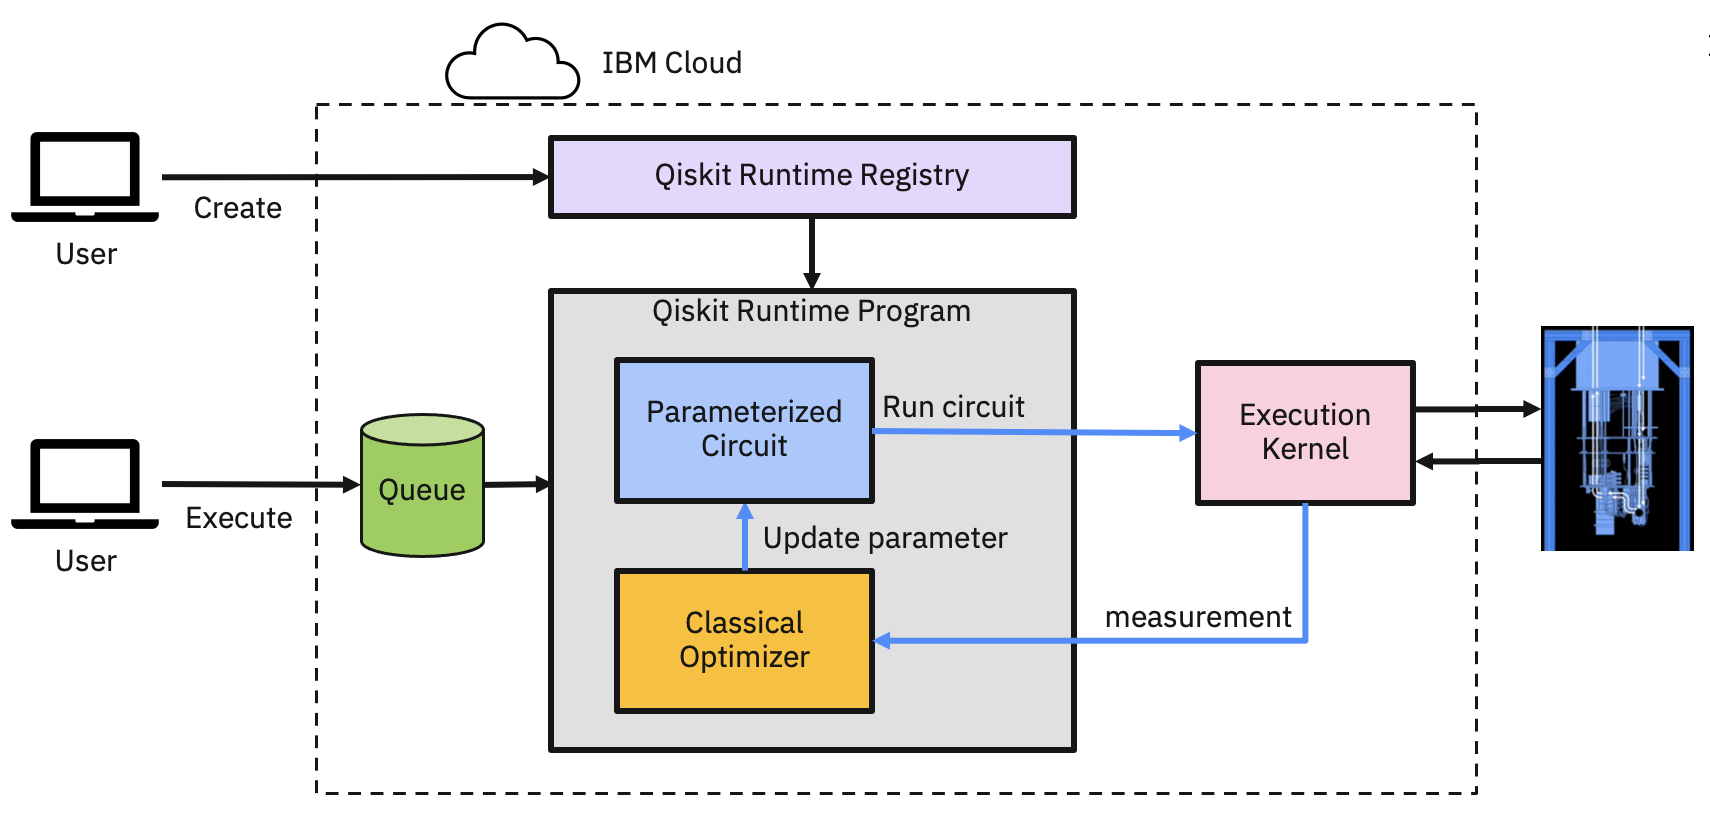 IBM Cloud
Qiskit Runtime Registry
Create
User
Qiskit Runtime Program
Parameterized
Circuit
Run circuit
Execution
Kernel
Queue
Execute
User
Update parameter
Classical
Optimizer
measurement